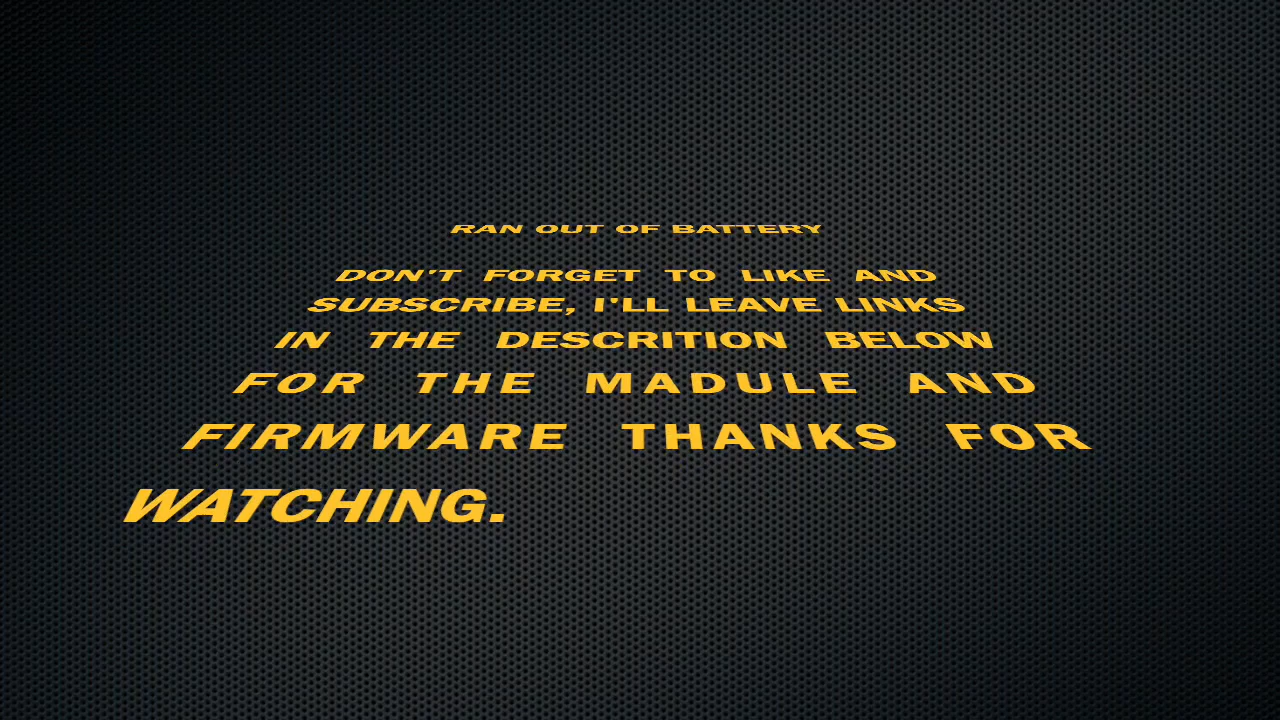 RAN OUT OF BATTERY
DON'T FORGET TO LIKE AND
SUBSCRIBE, I'LL LEAVE LINKS
IN THE DESCRITION BELOW
FOR THE MADULE AND
FIRMWARE THANKS FOR
WATCHING.